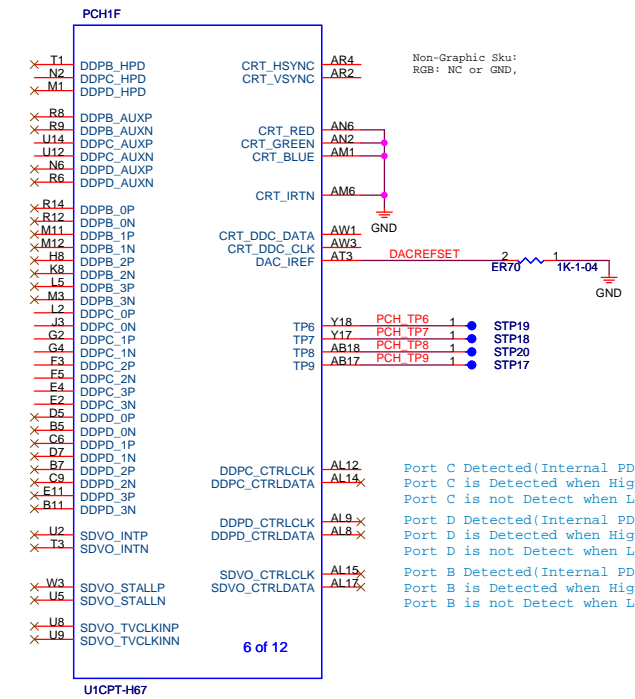 PCH1F
T1 DDPB_HPD CRT_HSYNC AR4
N2 DDPC_HPD CRT_VSYNC AR2
M1 DDPD_HPD
Non-Graphic Sku:
RGB: NC or GND,
R8 DDPB_AUXP
R9 DDPB_AUXN CRT_RED AN6
U14 DDPC_AUXP CRT_GREEN AN2
U12 DDPC_AUXN CRT_BLUE AM1
N6 DDPD_AUXP
R6 DDPD_AUXN
CRT_IRTN AM6
GND
R14 DDPB_0P
R12 DDPB_0N
M11 DDPB_1P CRT_DDC_DATA AW1
M12 DDPB_1N CRT_DDC_CLK AW3
H8 DDPB_2P DAC_IREF AT3 DACREFSET 2 1
K8 DDPB_2N ER70 1K-1-04
GND
L5 DDPB_3P
M3 DDPB_3N
L2 DDPC_0P
J3 DDPC_0N TP6 Y18 PCH_TP6 1 STP19
G2 DDPC_1P TP7 Y17 PCH_TP7 1 STP18
G4 DDPC_1N TP8 AB18 PCH_TP8 1 STP20
F3 DDPC_2P TP9 AB17 PCH_TP9 1 STP17
F5 DDPC_2N
E4 DDPC_3P
E2 DDPC_3N
D5 DDPD_0P
B5 DDPD_0N
C6 DDPD_1P
D7 DDPD_1N
B7 DDPD_2P DDPC_CTRLCLK AL12 Port C Detected(Internal PD
C9 DDPD_2N DDPC_CTRLDATA AL14 Port C is Detected when Hig
E11 DDPD_3P Port C is not Detect when L
B11 DDPD_3N
DDPD_CTRLCLK AL9 Port D Detected(Internal PD
U2 SDVO_INTP DDPD_CTRLDATA AL8 Port D is Detected when Hig
T3 SDVO_INTN Port D is not Detect when L
SDVO_CTRLCLK AL15 Port B Detected(Internal PD
W3 SDVO_STALLP SDVO_CTRLDATA AL17 Port B is Detected when Hig
U5 SDVO_STALLN Port B is not Detect when L
U8 SDVO_TVCLKINP
U9 SDVO_TVCLKINN
6 of 12
U1CPT-H67